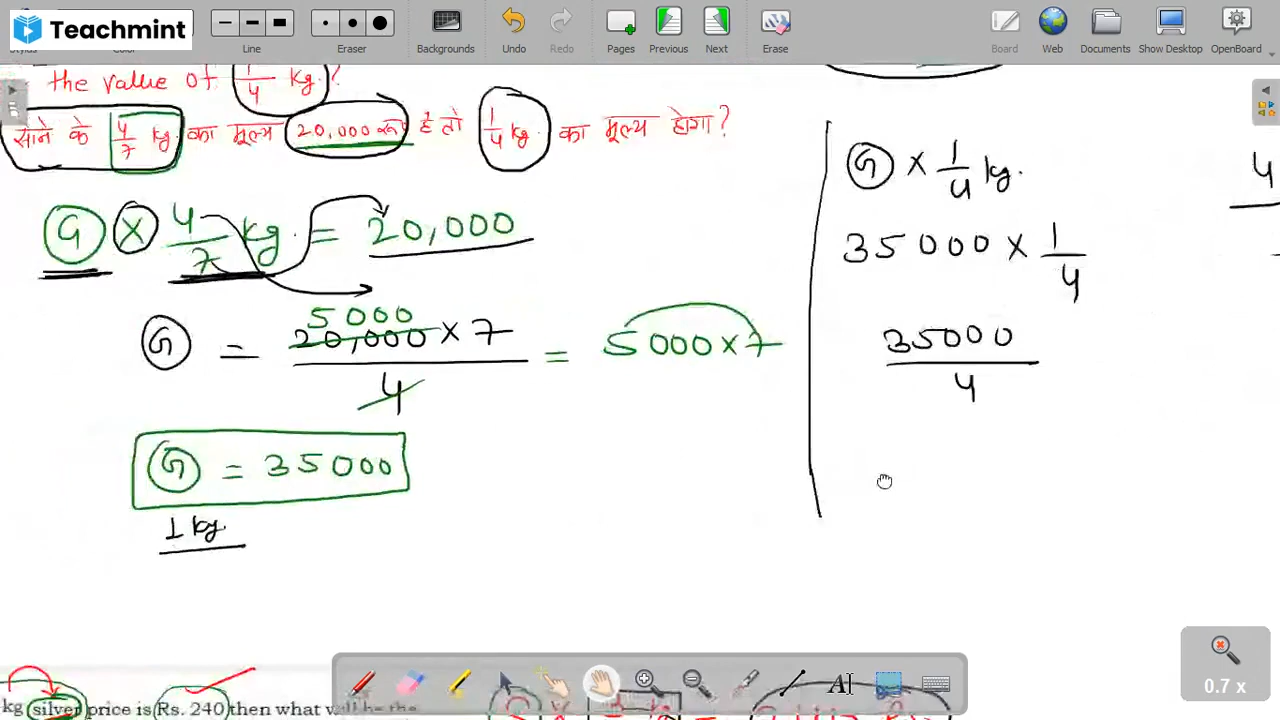 Teachmint
Line
Eraser
Backgrounds
Undo
Redo
Pages
Previous
Next
Erase
Board
Web
Documents
Show Desktop
OpenBoard
the value of 1/4 kg.?
सोने के 4/7 kg का मूल्य 20,000 रू है तो 1/4 kg. का मूल्य होगा?
G × 4/7 kg. = 20,000
G = 20,000 × 7 / 4 = 5000 × 7
5000
G = 35000
1 kg.
G × 1/4 kg.
35000 × 1/4
35000 / 4
4
kg silver price is Rs. 240 then what will be the
0.7 x